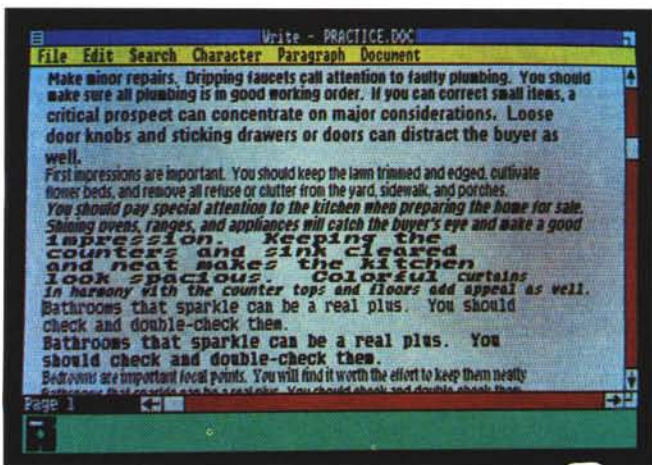 Write - PRACTICE.DOC
File Edit Search Character Paragraph Document
Make minor repairs. Dripping faucets call attention to faulty plumbing. You should
make sure all plumbing is in good working order. If you can correct small items, a
critical prospect can concentrate on major considerations. Loose
door knobs and sticking drawers or doors can distract the buyer as
well.
First impressions are important. You should keep the lawn trimmed and edged, cultivate
flower beds, and remove all refuse or clutter from the yard, sidewalk, and porches.
You should pay special attention to the kitchen when preparing the home for sale.
Shining ovens, ranges, and appliances will catch the buyer's eye and make a good
impression. Keeping the
counters and sink cleared
and neat makes the kitchen
look spacious. Colorful curtains
in harmony with the counter tops and floors add appeal as well.
Bathrooms that sparkle can be a real plus. You should
check and double-check them.
Bathrooms that sparkle can be a real plus. You
should check and double-check them.
Bedrooms are important focal points. You will find it worth the effort to keep them neatly
Page 1